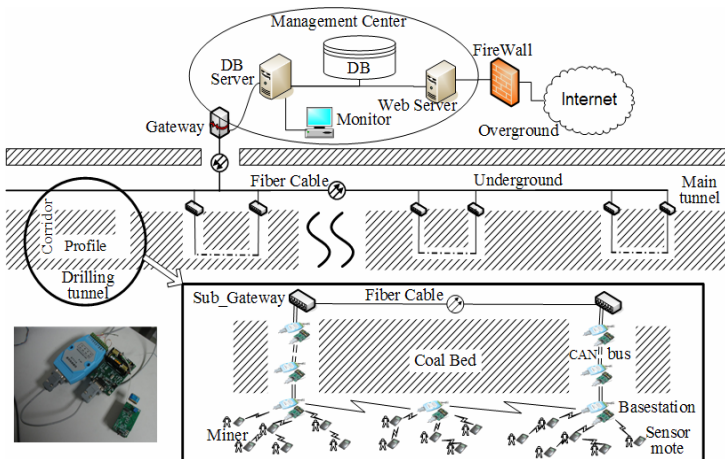 Management Center
DB
Server
DB
FireWall
Web Server
Internet
Gateway
Monitor
Overground
Fiber Cable
Underground
Main
tunnel
Corridor
Profile
Drilling
tunnel
Sub_Gateway
Fiber Cable
Coal Bed
CAN bus
Basestation
Miner
Sensor
mote